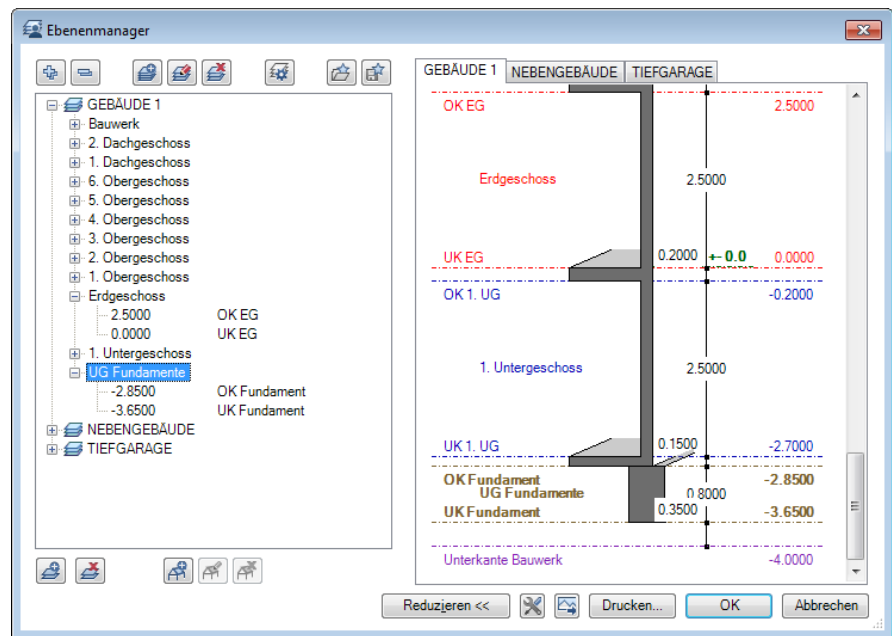 Ebenenmanager
GEBÄUDE 1
Bauwerk
2. Dachgeschoss
1. Dachgeschoss
6. Obergeschoss
5. Obergeschoss
4. Obergeschoss
3. Obergeschoss
2. Obergeschoss
1. Obergeschoss
Erdgeschoss
2.5000 OK EG
0.0000 UK EG
1. Untergeschoss
UG Fundamente
-2.8500 OK Fundament
-3.6500 UK Fundament
NEBENGEBÄUDE
TIEFGARAGE
GEBÄUDE 1 NEBENGEBÄUDE TIEFGARAGE
OK EG 2.5000
Erdgeschoss 2.5000
UK EG 0.2000 +- 0.0 0.0000
OK 1. UG -0.2000
1. Untergeschoss 2.5000
UK 1. UG 0.1500 -2.7000
OK Fundament -2.8500
UG Fundamente 0.8000
UK Fundament 0.3500 -3.6500
Unterkante Bauwerk -4.0000
Reduzieren << Drucken... OK Abbrechen